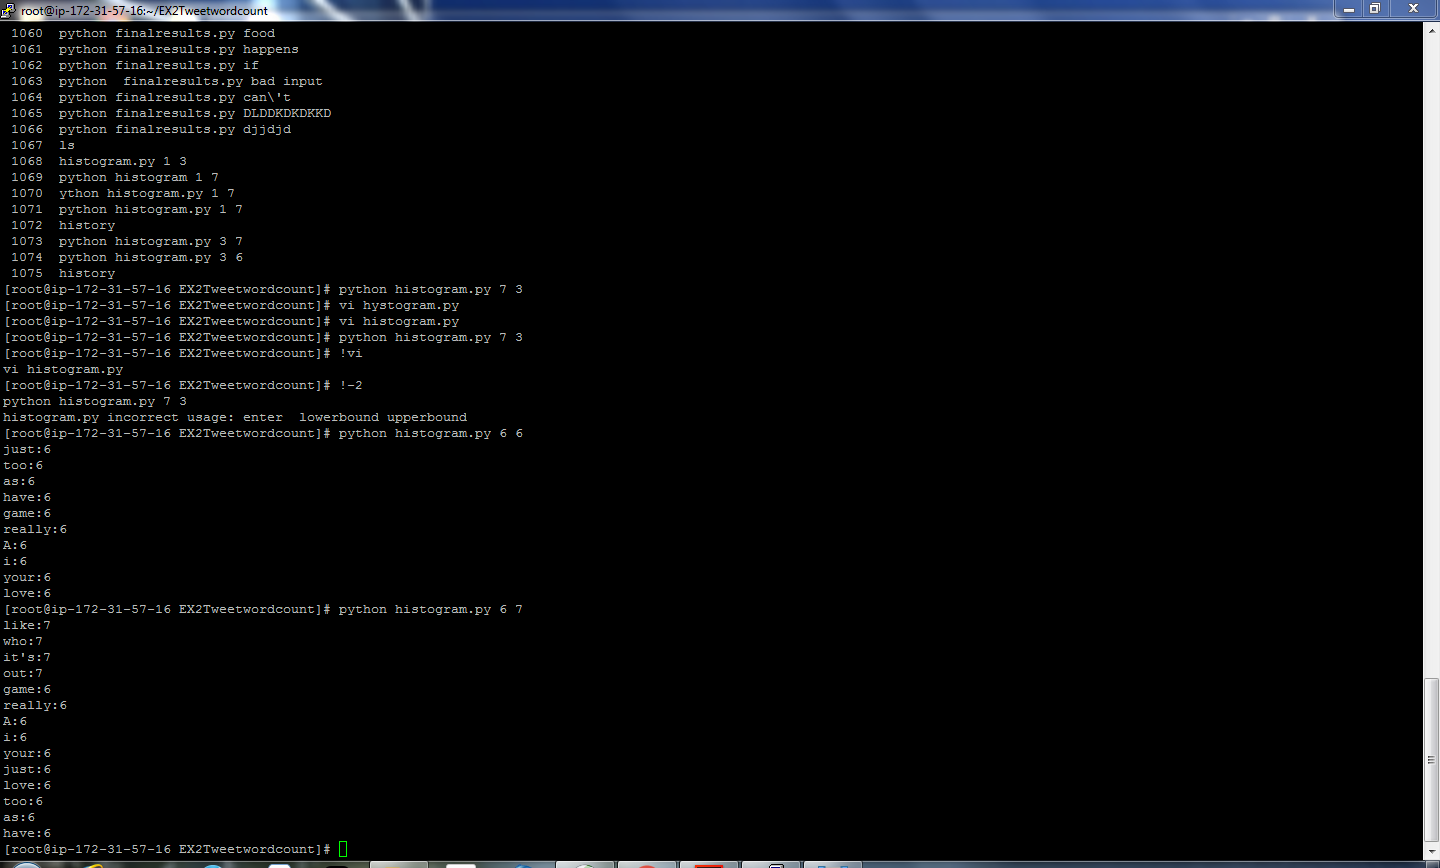 root@ip-172-31-57-16:~/EX2Tweetwordcount
1060  python finalresults.py food
1061  python finalresults.py happens
1062  python finalresults.py if
1063  python  finalresults.py bad input
1064  python finalresults.py can\'t
1065  python finalresults.py DLDDKDKDKKD
1066  python finalresults.py djjdjd
1067  ls
1068  histogram.py 1 3
1069  python histogram 1 7
1070  ython histogram.py 1 7
1071  python histogram.py 1 7
1072  history
1073  python histogram.py 3 7
1074  python histogram.py 3 6
1075  history
[root@ip-172-31-57-16 EX2Tweetwordcount]# python histogram.py 7 3
[root@ip-172-31-57-16 EX2Tweetwordcount]# vi hystogram.py
[root@ip-172-31-57-16 EX2Tweetwordcount]# vi histogram.py
[root@ip-172-31-57-16 EX2Tweetwordcount]# python histogram.py 7 3
[root@ip-172-31-57-16 EX2Tweetwordcount]# !vi
vi histogram.py
[root@ip-172-31-57-16 EX2Tweetwordcount]# !-2
python histogram.py 7 3
histogram.py incorrect usage: enter  lowerbound upperbound
[root@ip-172-31-57-16 EX2Tweetwordcount]# python histogram.py 6 6
just:6
too:6
as:6
have:6
game:6
really:6
A:6
i:6
your:6
love:6
[root@ip-172-31-57-16 EX2Tweetwordcount]# python histogram.py 6 7
like:7
who:7
it's:7
out:7
game:6
really:6
A:6
i:6
your:6
just:6
love:6
too:6
as:6
have:6
[root@ip-172-31-57-16 EX2Tweetwordcount]#